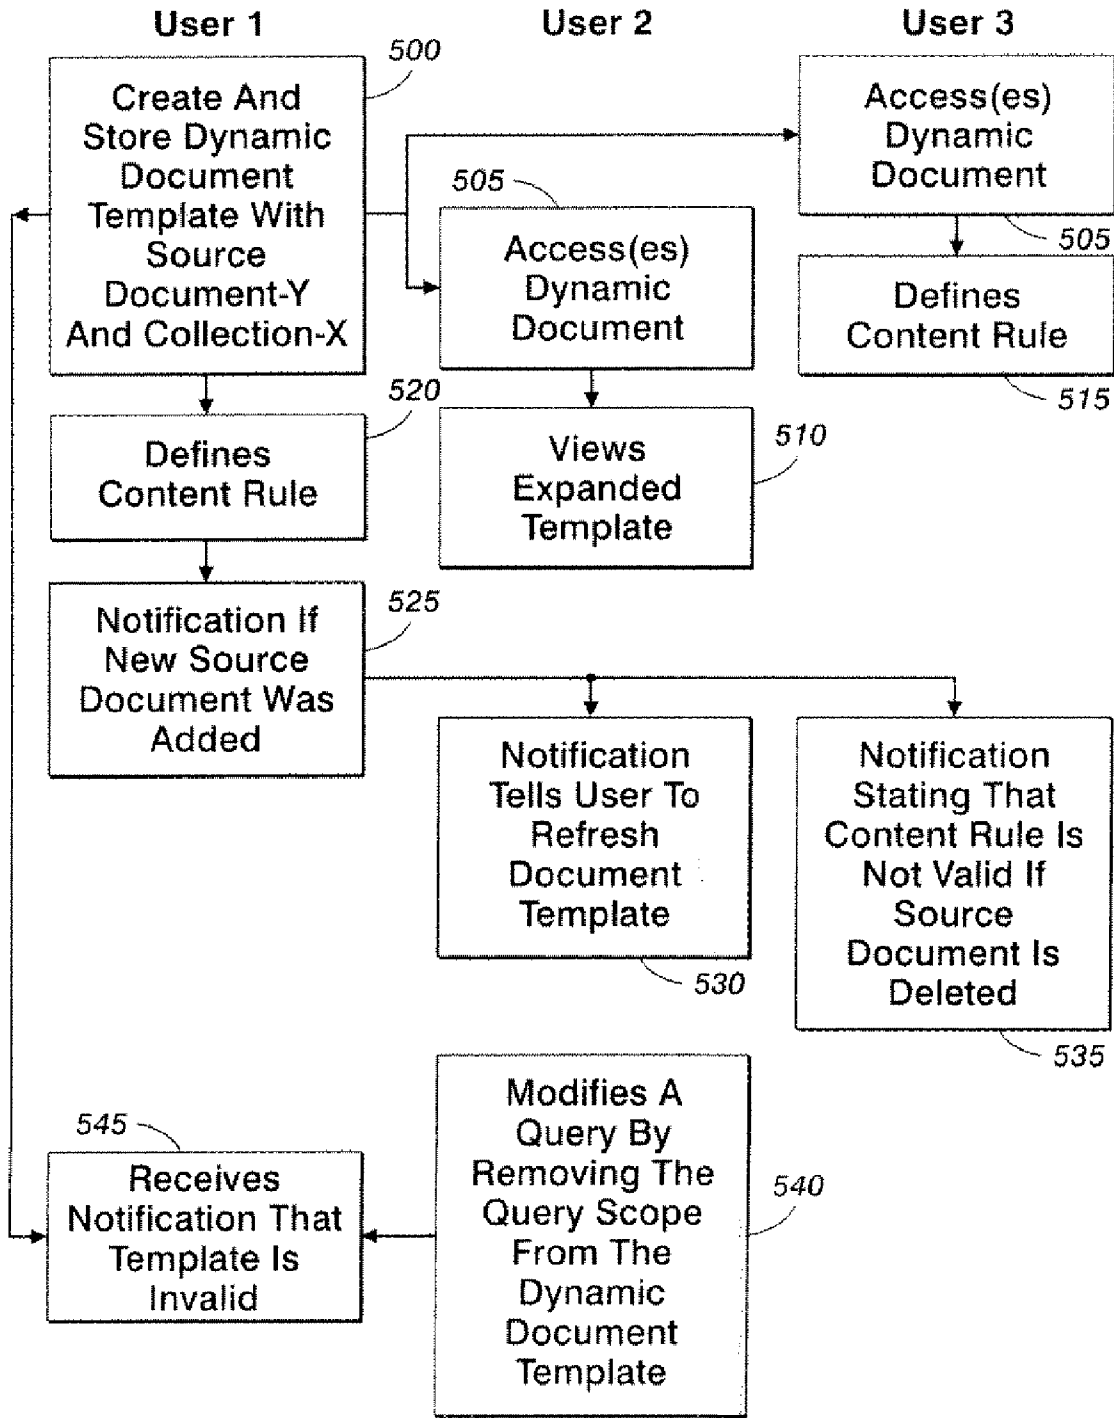 User 1
User 2
User 3
500
Create And
Store Dynamic
Document
Template With
Source
Document-Y
And Collection-X
505
Access(es)
Dynamic
Document
Access(es)
Dynamic
Document
505
Defines
Content Rule
515
520
Defines
Content Rule
Views
Expanded
Template
510
525
Notification If
New Source
Document Was
Added
Notification
Tells User To
Refresh
Document
Template
530
Notification
Stating That
Content Rule Is
Not Valid If
Source
Document Is
Deleted
535
545
Receives
Notification That
Template Is
Invalid
Modifies A
Query By
Removing The
Query Scope
From The
Dynamic
Document
Template
540